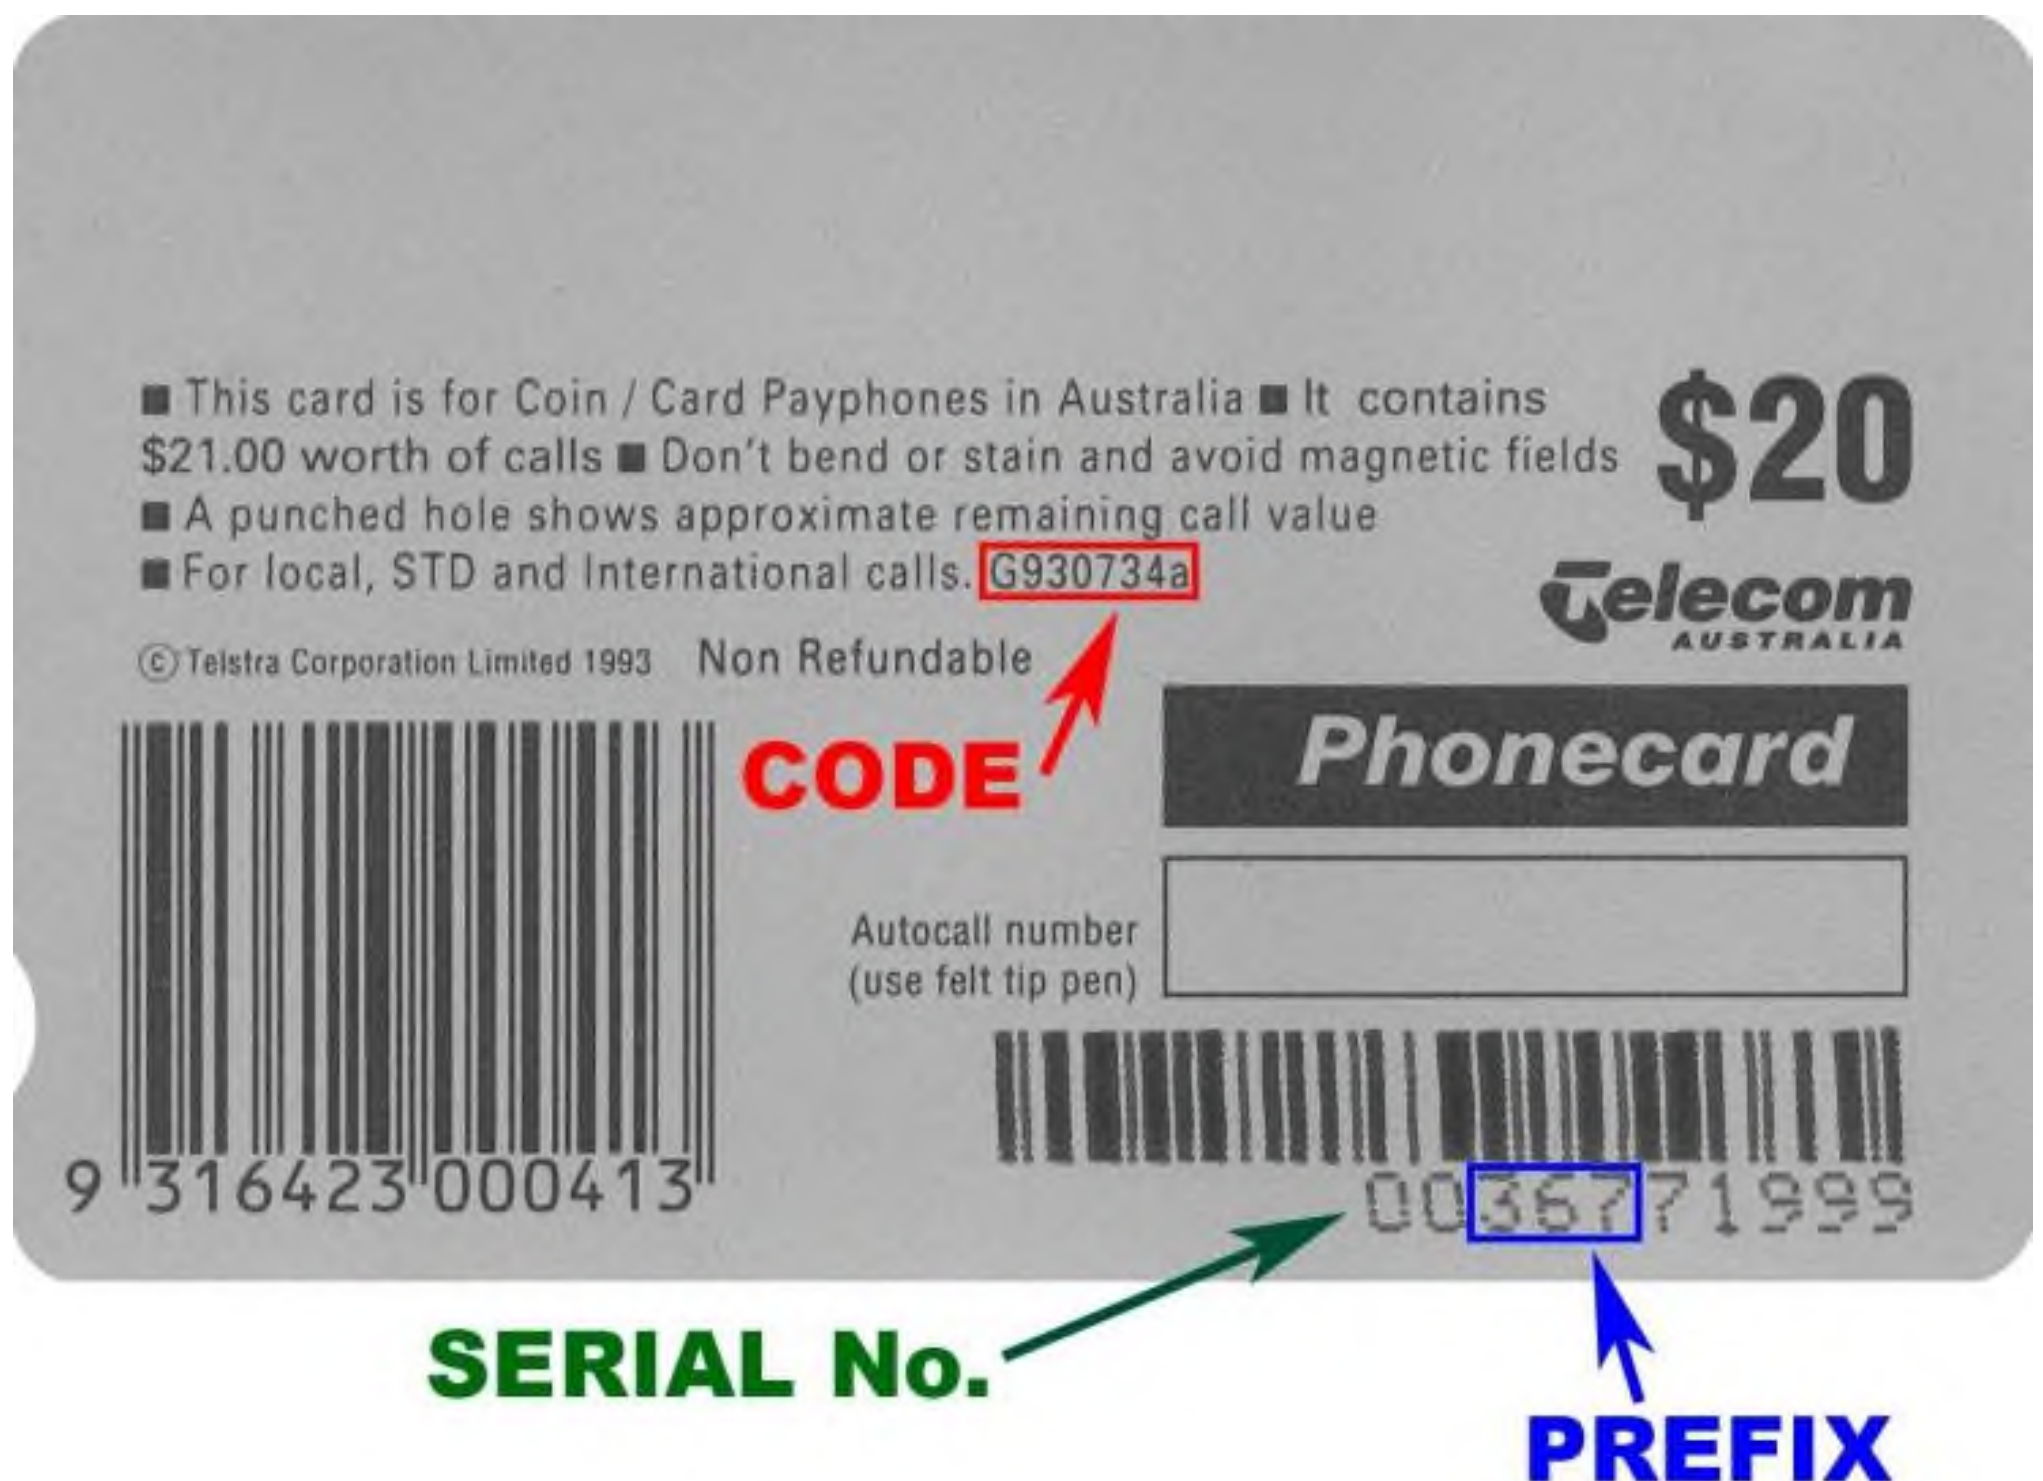 ■ This card is for Coin / Card Payphones in Australia ■ It contains
$21.00 worth of calls ■ Don't bend or stain and avoid magnetic fields
■ A punched hole shows approximate remaining call value
■ For local, STD and International calls. G930734a
$20
Telecom
AUSTRALIA
© Telstra Corporation Limited 1993 Non Refundable
CODE
Phonecard
Autocall number
(use felt tip pen)
9 316423 000413
0036771999
SERIAL No.
PREFIX